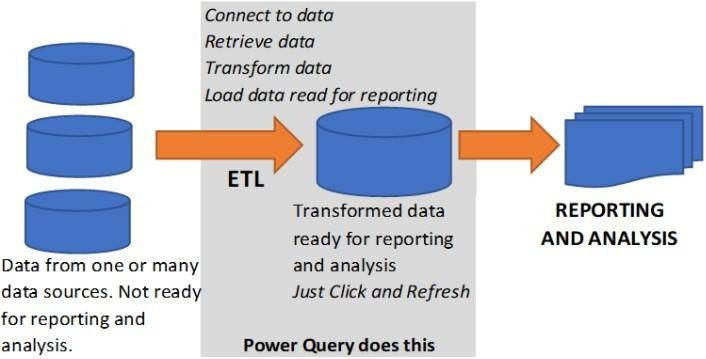 Connect to data
Retrieve data
Transform data
Load data read for reporting
ETL
Data from one or many
data sources. Not ready
for reporting and
analysis.
Transformed data
ready for reporting
and analysis
Just Click and Refresh
Power Query does this
REPORTING
AND ANALYSIS